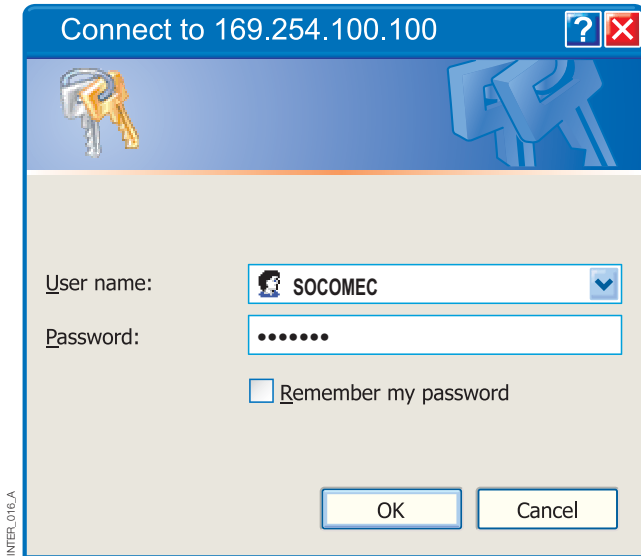 Connect to 169.254.100.100
?
User name:
SOCOMEC
Password:
•••••••
Remember my password
OK
Cancel
INTER_016_A